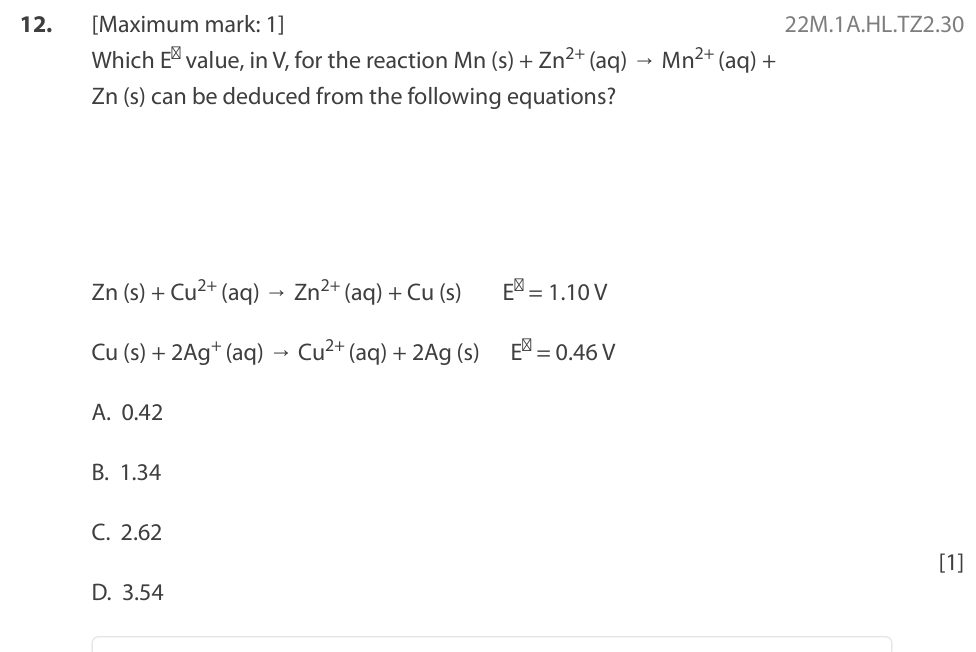 12. [Maximum mark: 1] 22M.1A.HL.TZ2.30
Which E☒ value, in V, for the reaction Mn (s) + Zn²⁺ (aq) → Mn²⁺ (aq) +
Zn (s) can be deduced from the following equations?
Zn (s) + Cu²⁺ (aq) → Zn²⁺ (aq) + Cu (s) E☒ = 1.10 V
Cu (s) + 2Ag⁺ (aq) → Cu²⁺ (aq) + 2Ag (s) E☒ = 0.46 V
A. 0.42
B. 1.34
C. 2.62
[1]
D. 3.54